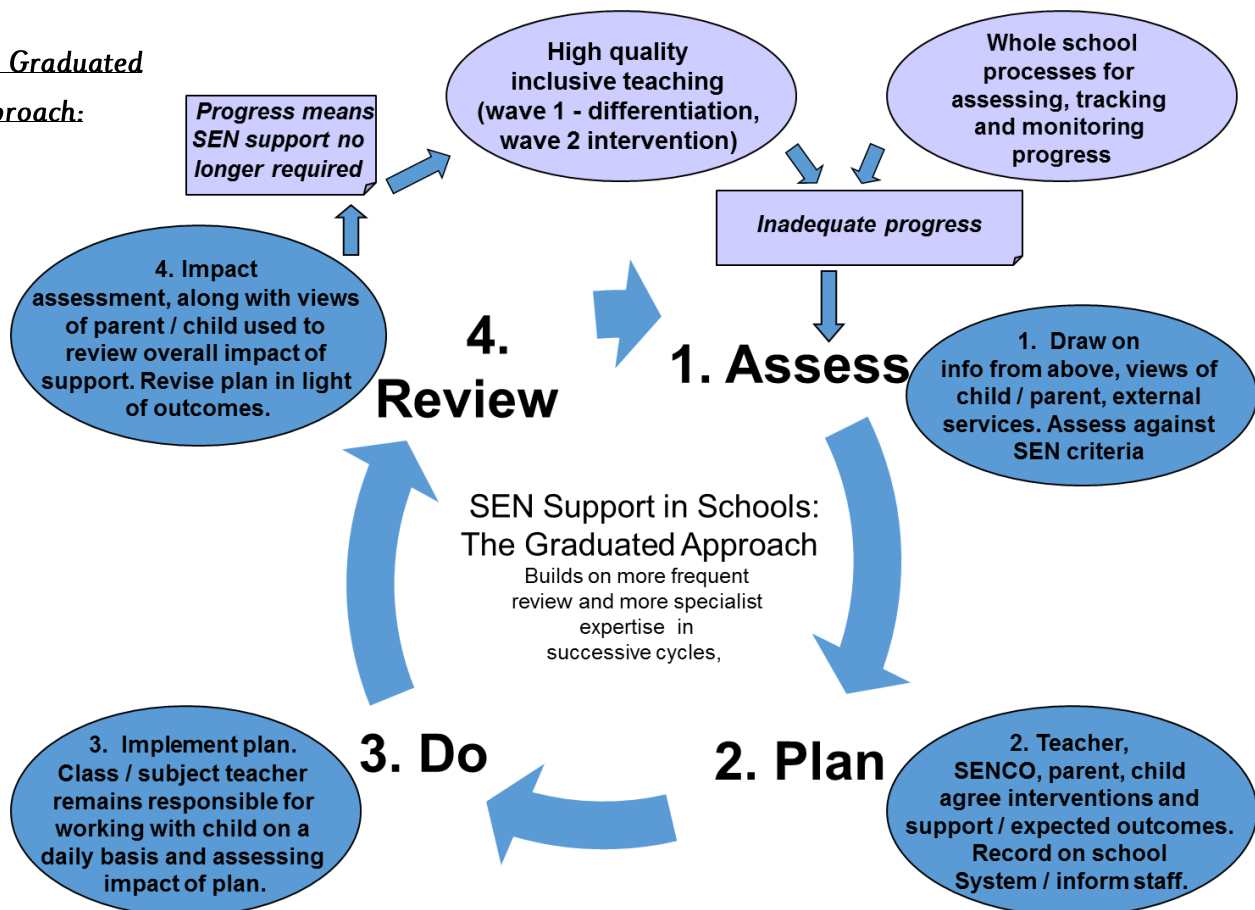 Graduated
proach:
Progress means
SEN support no
longer required
High quality
inclusive teaching
(wave 1 - differentiation,
wave 2 intervention)
Whole school
processes for
assessing, tracking
and monitoring
progress
Inadequate progress
4. Impact
assessment, along with views
of parent / child used to
review overall impact of
support. Revise plan in light
of outcomes.
4.
Review
1. Assess
1. Draw on
info from above, views of
child / parent, external
services. Assess against
SEN criteria
SEN Support in Schools:
The Graduated Approach
Builds on more frequent
review and more specialist
expertise in
successive cycles,
3. Implement plan.
Class / subject teacher
remains responsible for
working with child on a
daily basis and assessing
impact of plan.
3. Do
2. Plan
2. Teacher,
SENCO, parent, child
agree interventions and
support / expected outcomes.
Record on school
System / inform staff.